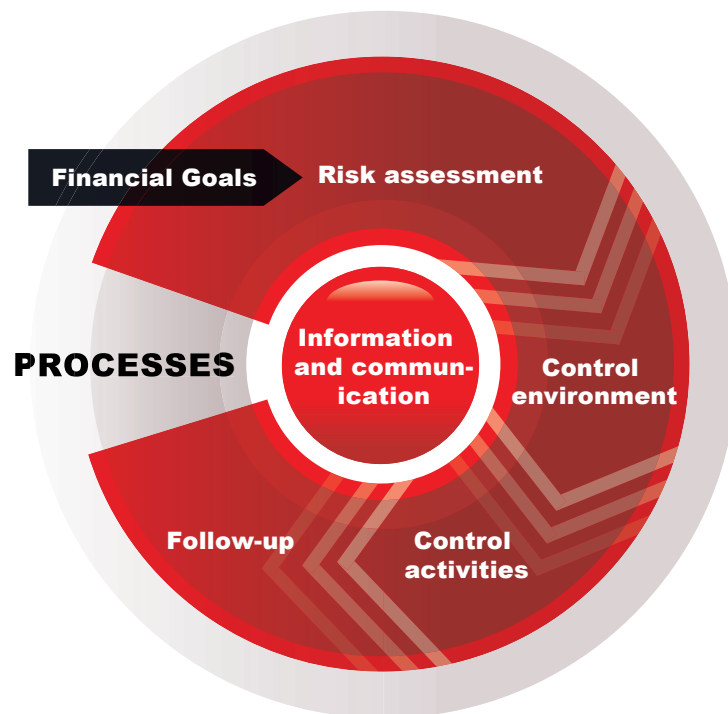 Financial Goals
Risk assessment
PROCESSES
Information
and commun-
ication
Control
environment
Follow-up
Control
activities